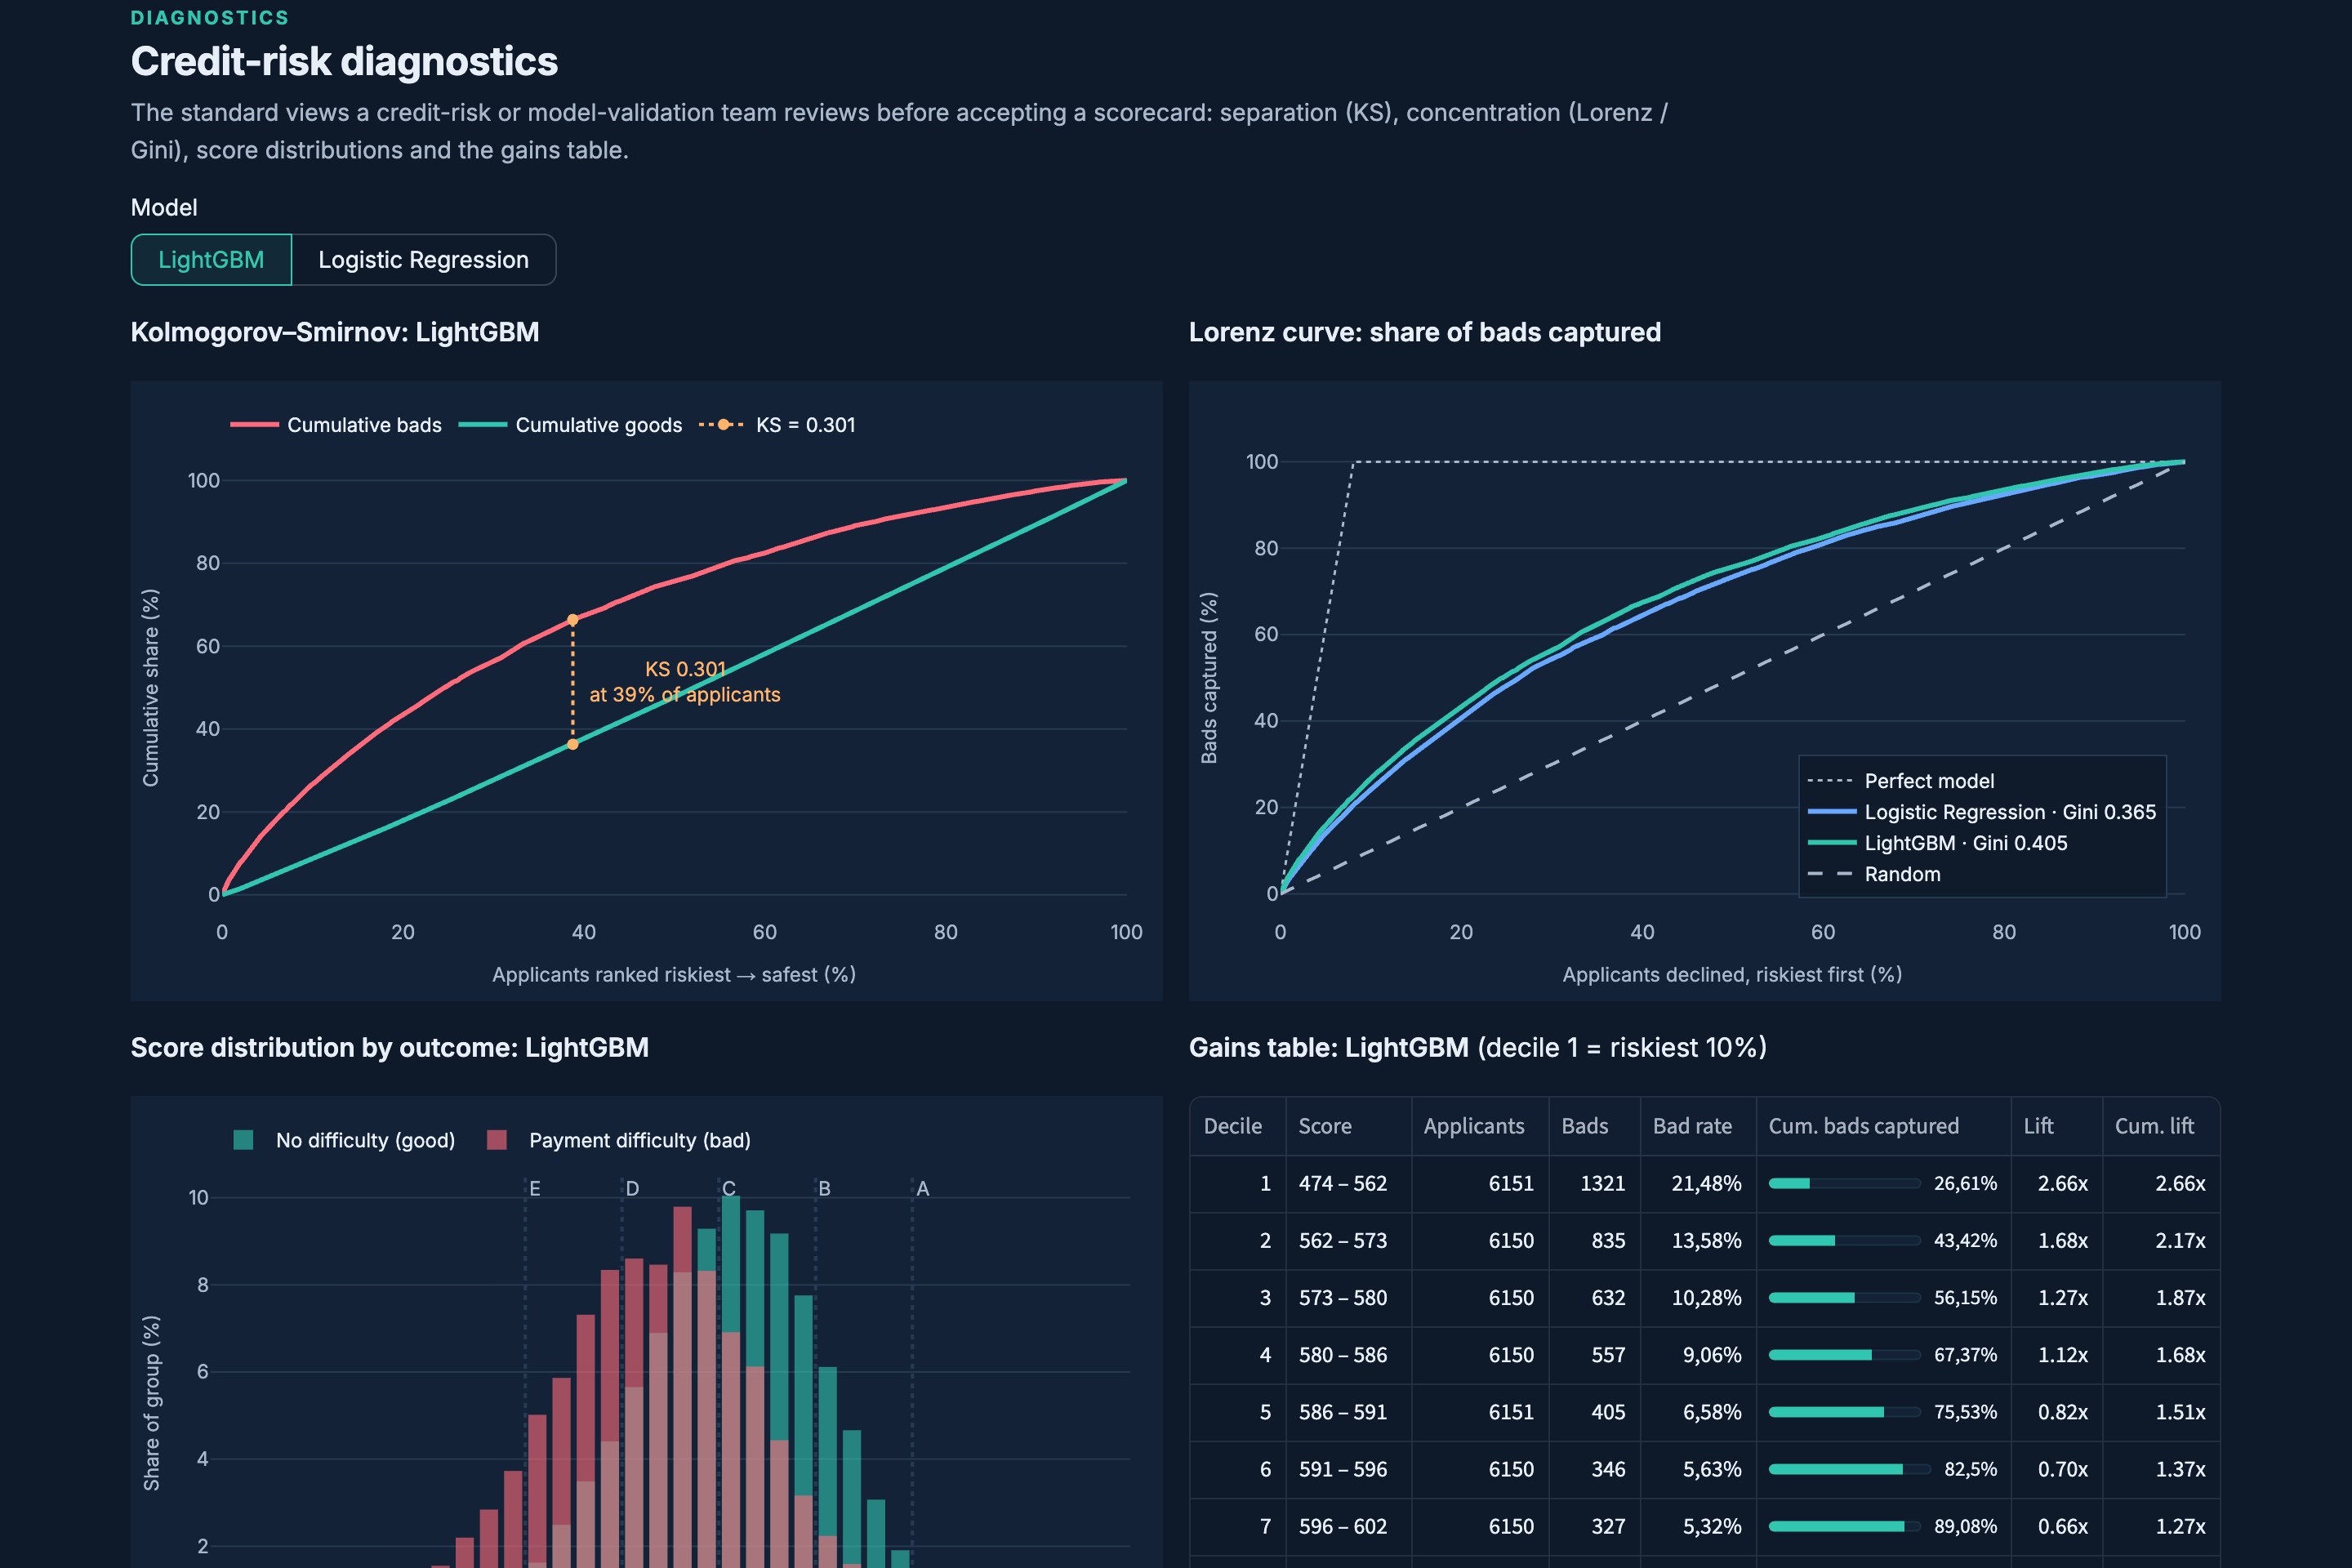 DIAGNOSTICS
Credit-risk diagnostics
The standard views a credit-risk or model-validation team reviews before accepting a scorecard: separation (KS), concentration (Lorenz /
Gini), score distributions and the gains table.
Model
LightGBM Logistic Regression
Kolmogorov–Smirnov: LightGBM
Cumulative bads Cumulative goods KS = 0.301
100
80
60
40
20
0
Cumulative share (%)
KS 0.301
at 39% of applicants
0 20 40 60 80 100
Applicants ranked riskiest → safest (%)
Lorenz curve: share of bads captured
100
80
60
40
20
0
Bads captured (%)
Perfect model
Logistic Regression · Gini 0.365
LightGBM · Gini 0.405
Random
0 20 40 60 80 100
Applicants declined, riskiest first (%)
Score distribution by outcome: LightGBM
No difficulty (good) Payment difficulty (bad)
E D C B A
10
8
6
4
2
Share of group (%)
Gains table: LightGBM (decile 1 = riskiest 10%)
Decile Score Applicants Bads Bad rate Cum. bads captured Lift Cum. lift
1 474 – 562 6151 1321 21,48% 26,61% 2.66x 2.66x
2 562 – 573 6150 835 13,58% 43,42% 1.68x 2.17x
3 573 – 580 6150 632 10,28% 56,15% 1.27x 1.87x
4 580 – 586 6150 557 9,06% 67,37% 1.12x 1.68x
5 586 – 591 6151 405 6,58% 75,53% 0.82x 1.51x
6 591 – 596 6150 346 5,63% 82,5% 0.70x 1.37x
7 596 – 602 6150 327 5,32% 89,08% 0.66x 1.27x